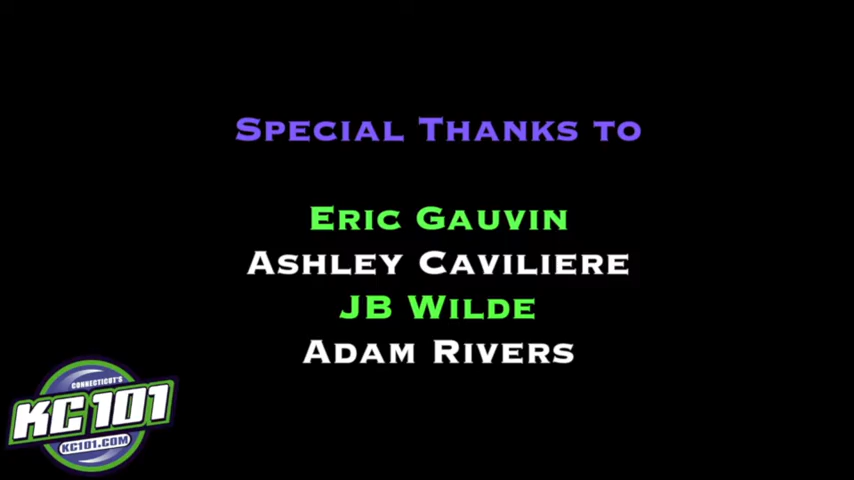 Special Thanks to
Eric Gauvin
Ashley Caviliere
JB Wilde
Adam Rivers
CONNECTICUT'S
KC101
KC101.COM